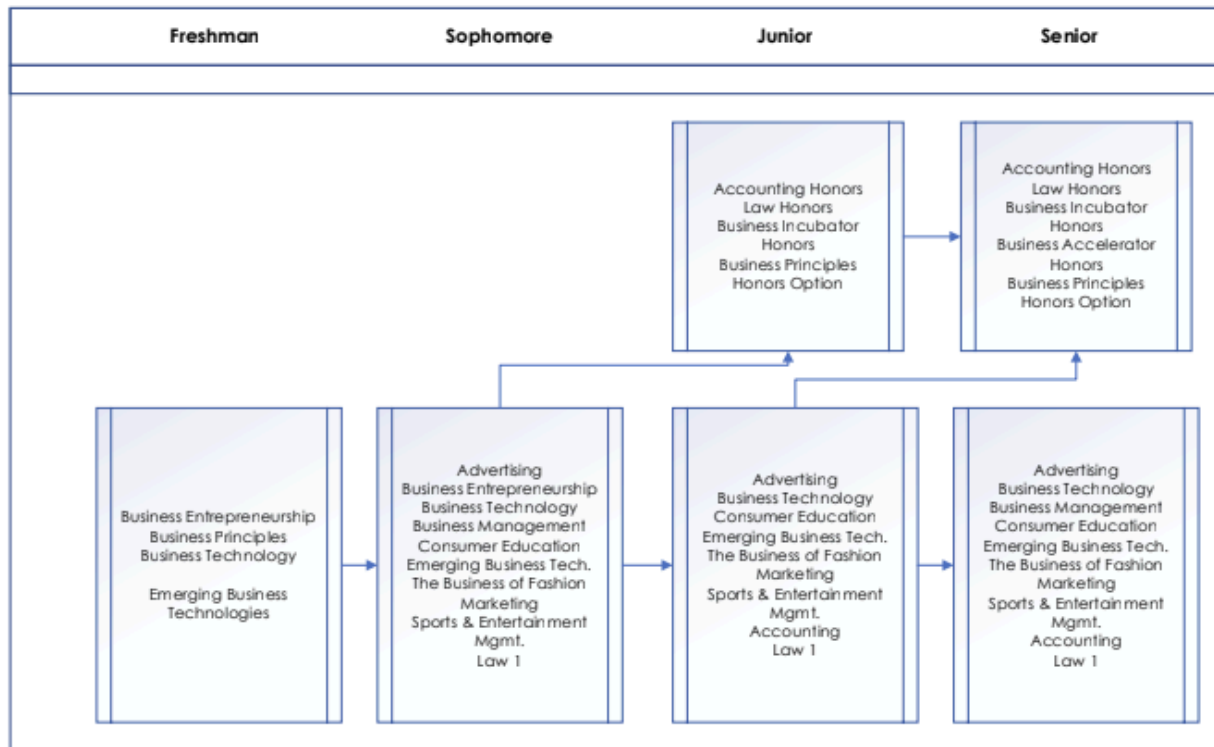 Freshman
Sophomore
Junior
Senior
Accounting Honors
Law Honors
Business Incubator
Honors
Business Principles
Honors Option
Accounting Honors
Law Honors
Business Incubator
Honors
Business Accelerator
Honors
Business Principles
Honors Option
Business Entrepreneurship
Business Principles
Business Technology
Emerging Business
Technologies
Advertising
Business Entrepreneurship
Business Technology
Business Management
Consumer Education
Emerging Business Tech.
The Business of Fashion
Marketing
Sports & Entertainment
Mgmt.
Law 1
Advertising
Business Technology
Consumer Education
Emerging Business Tech.
The Business of Fashion
Marketing
Sports & Entertainment
Mgmt.
Accounting
Law 1
Advertising
Business Technology
Business Management
Consumer Education
Emerging Business Tech.
The Business of Fashion
Marketing
Sports & Entertainment
Mgmt.
Accounting
Law 1